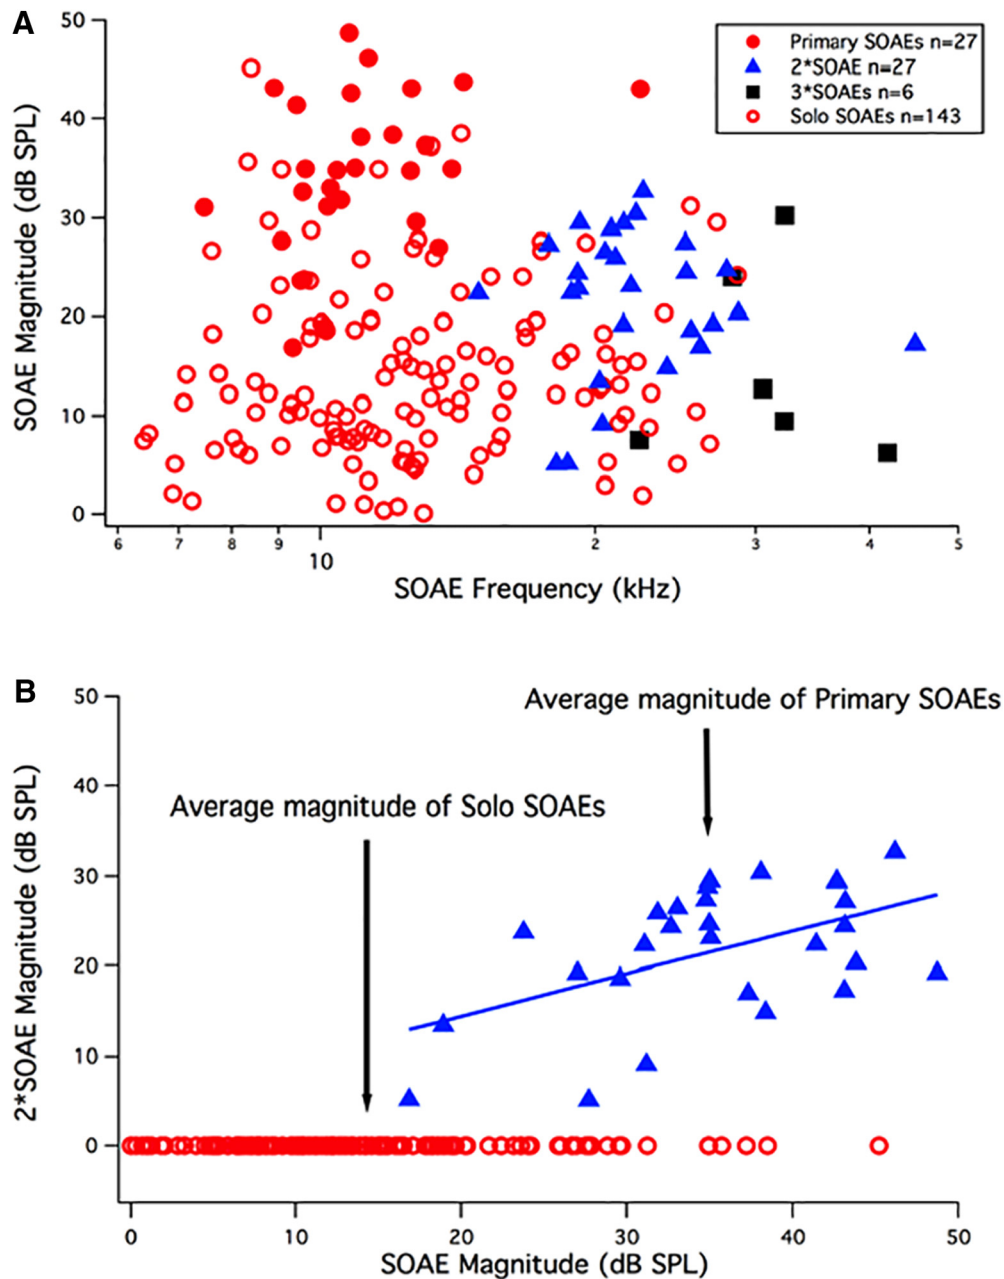 A
50
40
30
20
10
0
SOAE Magnitude (dB SPL)
Primary SOAEs n=27
2*SOAE n=27
3*SOAEs n=6
Solo SOAEs n=143
6 7 8 9 10 2 3 4 5
SOAE Frequency (kHz)
B
50
40
30
20
10
0
2*SOAE Magnitude (dB SPL)
Average magnitude of Primary SOAEs
Average magnitude of Solo SOAEs
0 10 20 30 40 50
SOAE Magnitude (dB SPL)